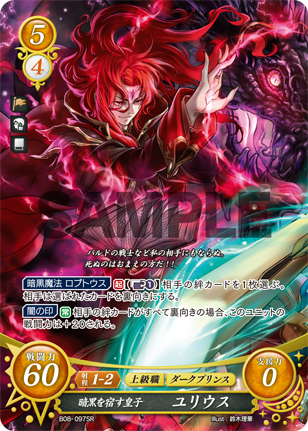 5
4
SAMPLE
バルドの戦士など私の相手にもならぬ。
死ぬのはおまえの方だ！！
暗黒魔法 ロプトウス 起【1】相手の絆カードを1枚選ぶ。
相手は選ばれたカードを裏向きにする。
闇の印 常 相手の絆カードがすべて裏向きの場合、このユニットの
戦闘力は＋20される。
戦闘力
60
射程 1-2 上級職 ダークプリンス
支援力
0
暗黒を宿す皇子 ユリウス
B08-097SR Illust：鈴木理華